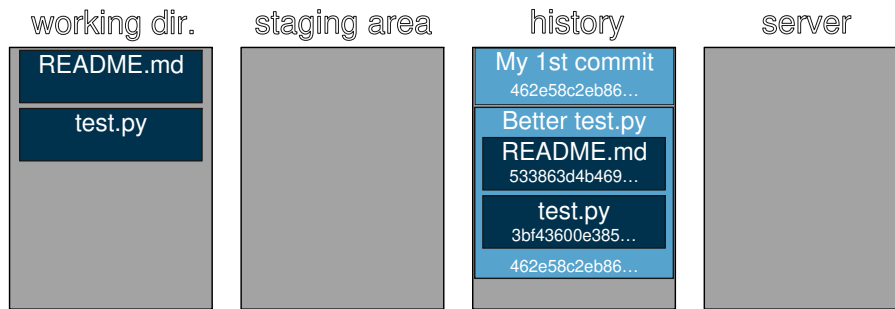 working dir.
staging area
history
server
README.md
test.py
My 1st commit
462e58c2eb86…
Better test.py
README.md
533863d4b469…
test.py
3bf43600e385…
462e58c2eb86…